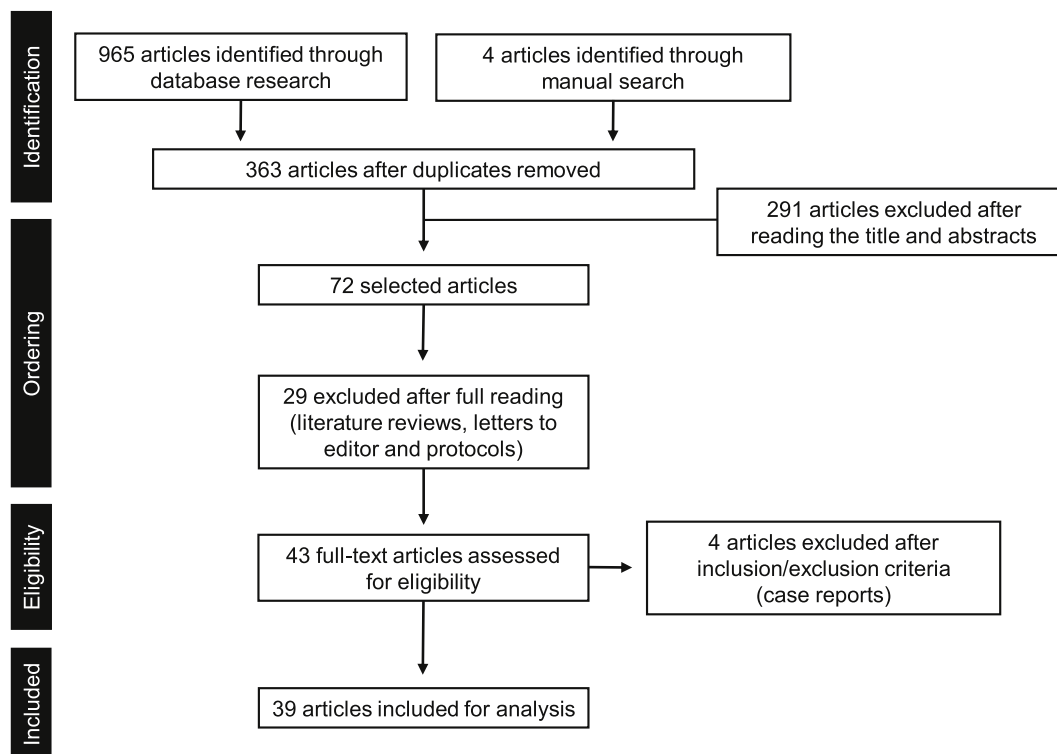 Identification
965 articles identified through
database research
4 articles identified through
manual search
363 articles after duplicates removed
Ordering
291 articles excluded after
reading the title and abstracts
72 selected articles
29 excluded after full reading
(literature reviews, letters to
editor and protocols)
Eligibility
43 full-text articles assessed
for eligibility
4 articles excluded after
inclusion/exclusion criteria
(case reports)
Included
39 articles included for analysis